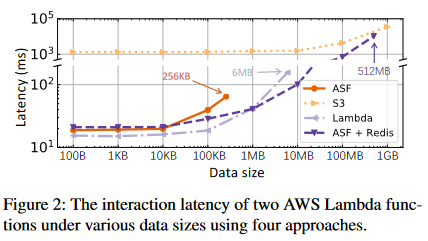 10³
10²
10¹
Latency (ms)
256KB
6MB
512MB
ASF
S3
Lambda
ASF + Redis
100B 1KB 10KB 100KB 1MB 10MB 100MB 1GB
Data size
Figure 2: The interaction latency of two AWS Lambda func-
tions under various data sizes using four approaches.